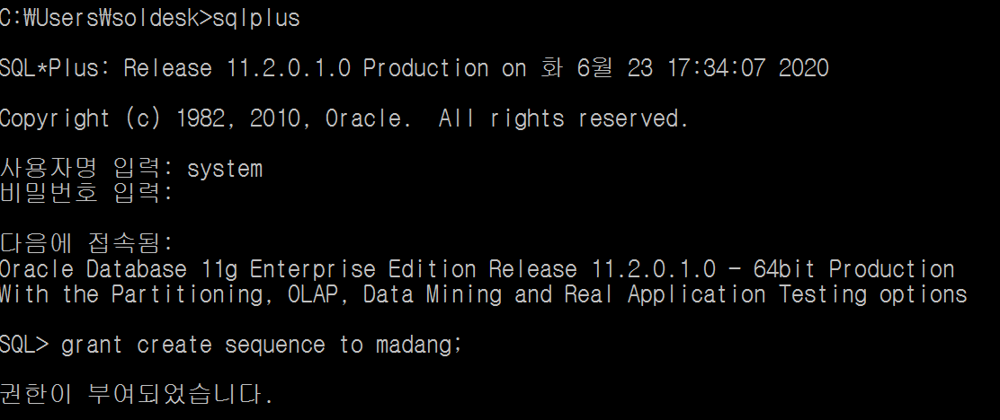 C:₩Users₩soldesk>sqlplus
SQL*Plus: Release 11.2.0.1.0 Production on 화 6월 23 17:34:07 2020
Copyright (c) 1982, 2010, Oracle.  All rights reserved.
사용자명 입력: system
비밀번호 입력:
다음에 접속됨:
Oracle Database 11g Enterprise Edition Release 11.2.0.1.0 - 64bit Production
With the Partitioning, OLAP, Data Mining and Real Application Testing options
SQL> grant create sequence to madang;
권한이 부여되었습니다.